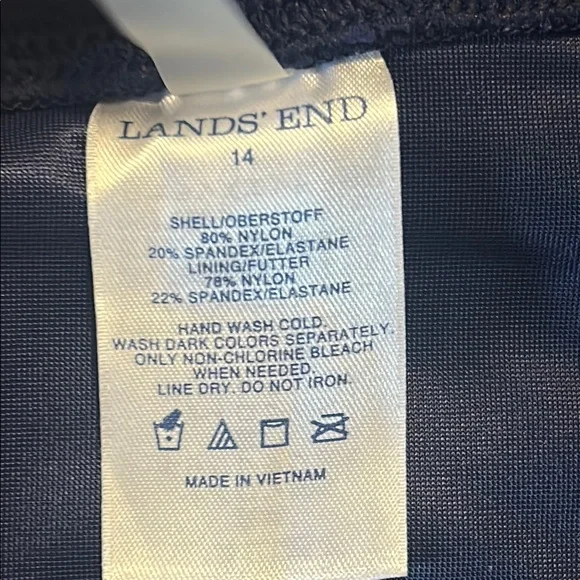 LANDS' END
14
SHELL/OBERSTOFF
80% NYLON
20% SPANDEX/ELASTANE
LINING/FUTTER
78% NYLON
22% SPANDEX/ELASTANE
HAND WASH COLD.
WASH DARK COLORS SEPARATELY.
ONLY NON-CHLORINE BLEACH
WHEN NEEDED.
LINE DRY. DO NOT IRON.
MADE IN VIETNAM